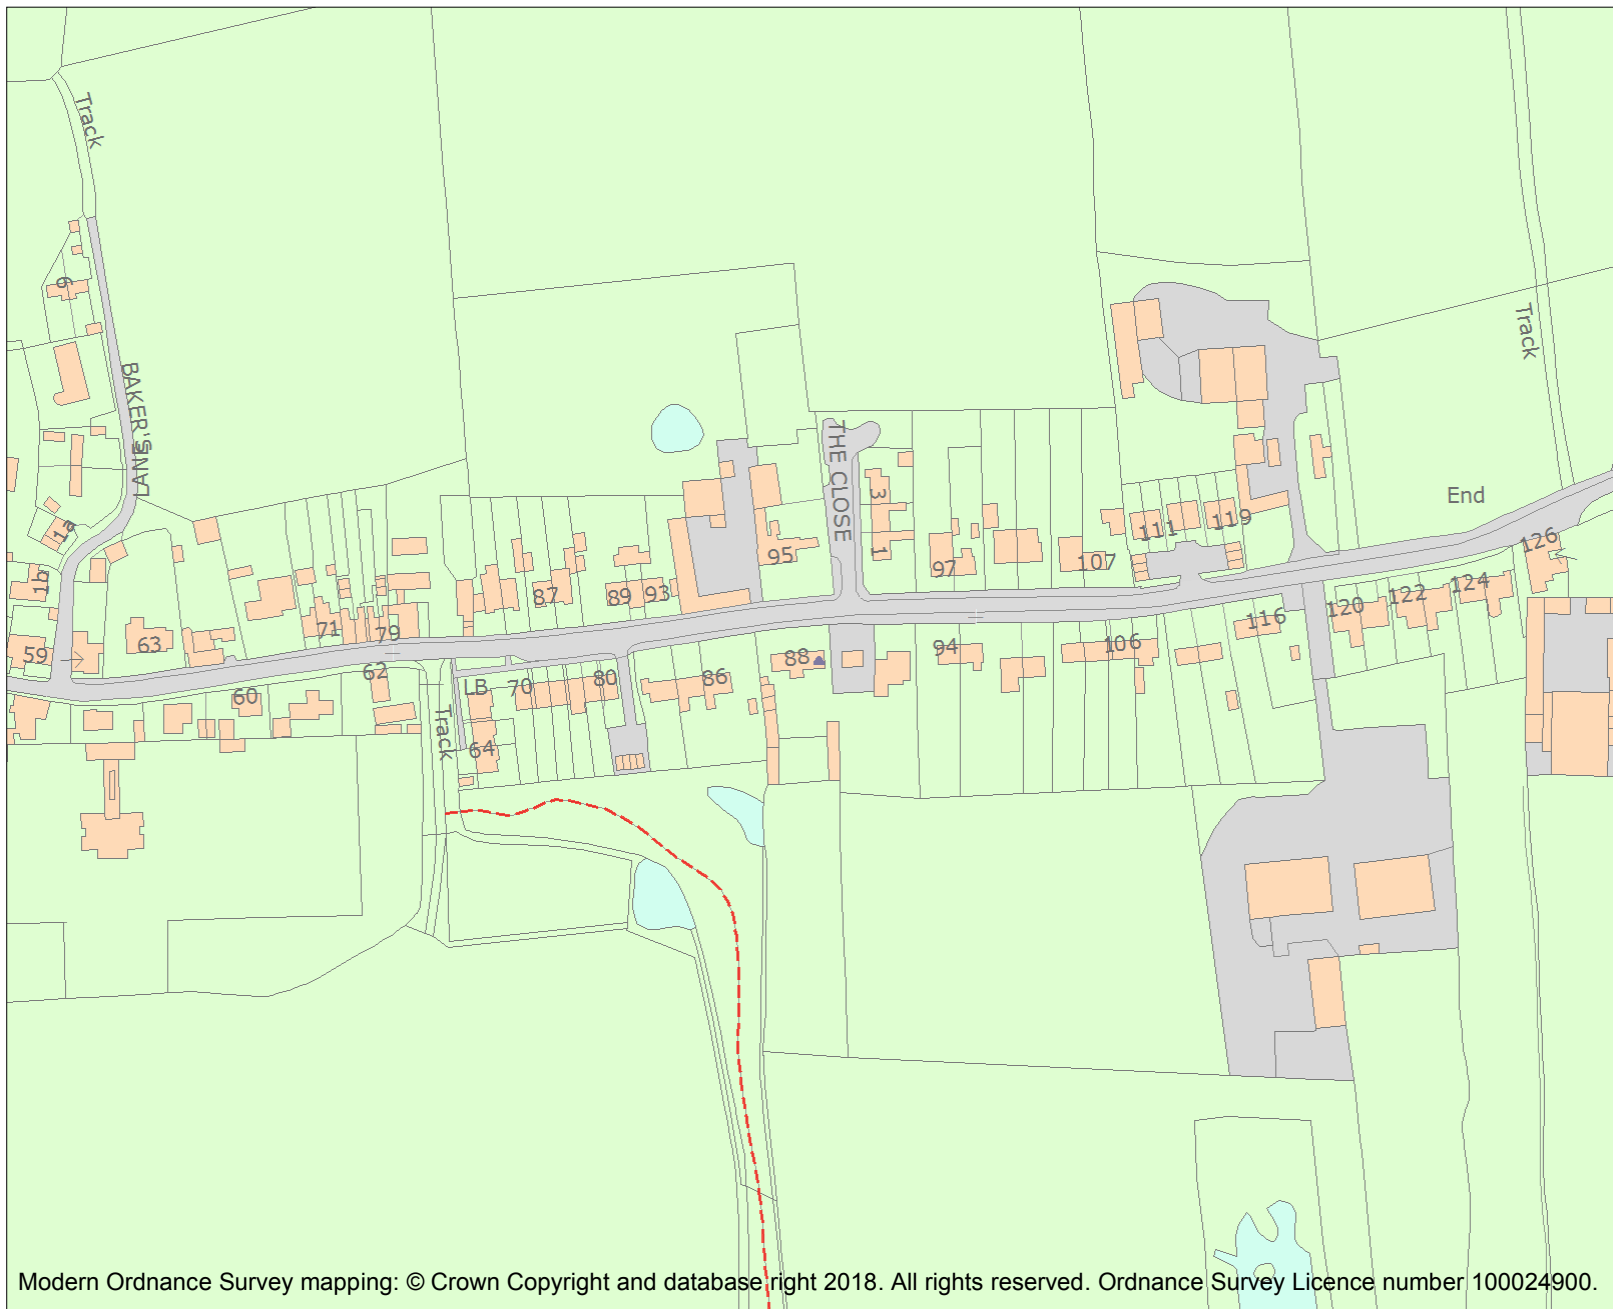 Track
6
BAKER'S
LANE
Track
THE CLOSE
End
3
1a
111
119
126
95
1
107
97
1b
87
89
93
124
122
120
116
71
79
63
59
106
94
88
62
80
86
70
LB
60
Track
64
Modern Ordnance Survey mapping: © Crown Copyright and database right 2018. All rights reserved. Ordnance Survey Licence number 100024900.